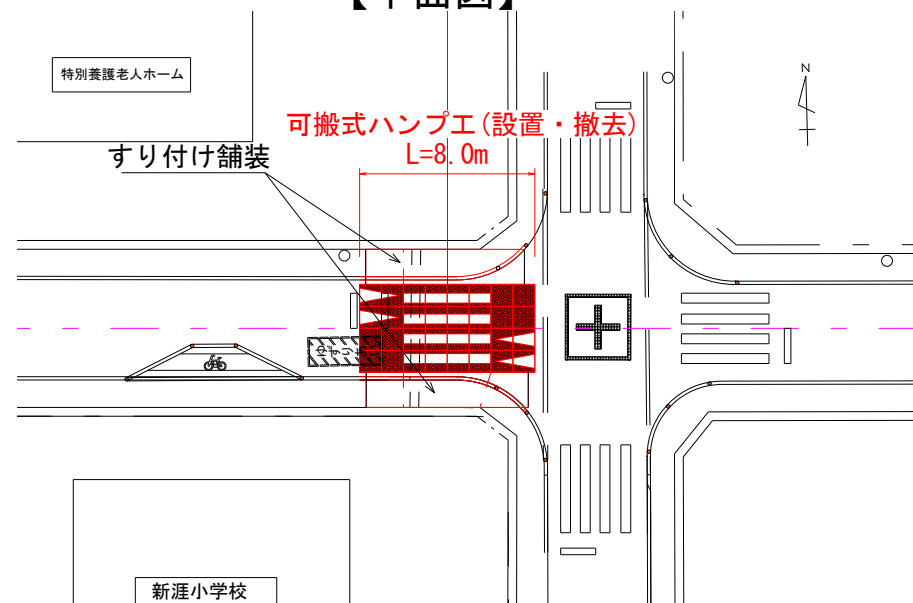 【平面図】
特別養護老人ホーム
N
可搬式ハンプ工(設置・撤去)
すり付け舗装
L=8.0m
新涯小学校